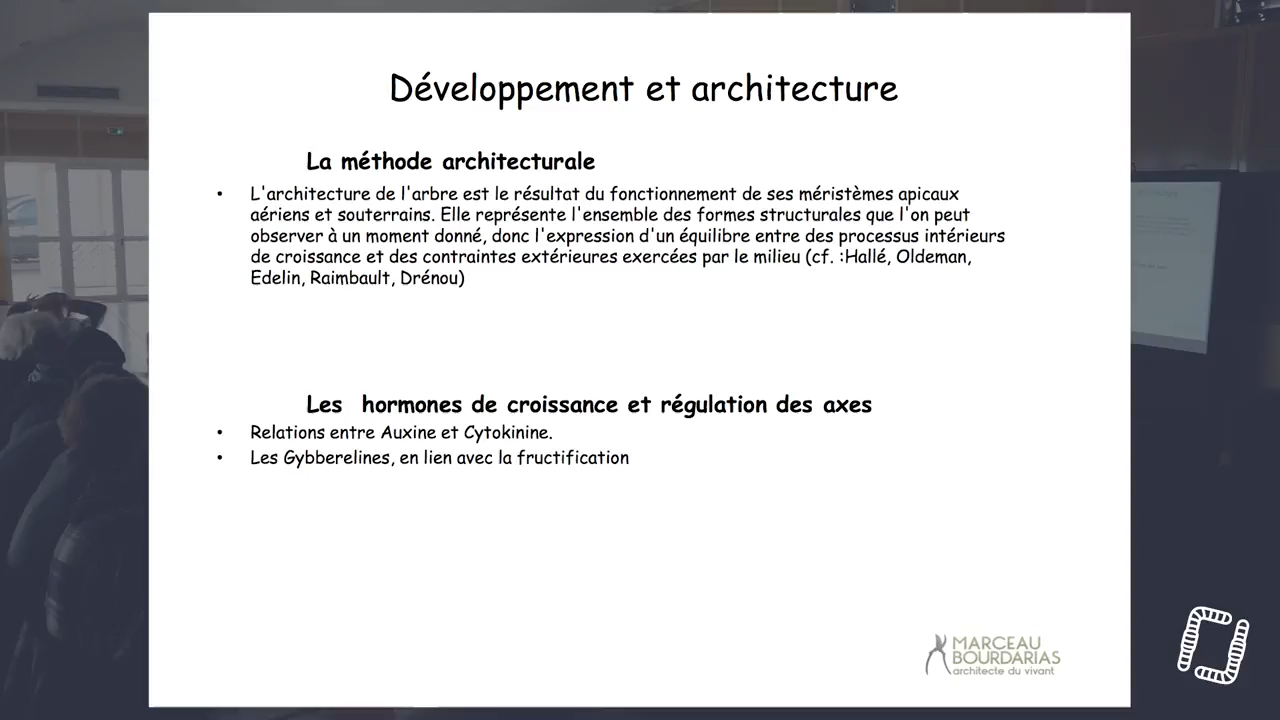 Développement et architecture
La méthode architecturale
• L'architecture de l'arbre est le résultat du fonctionnement de ses méristèmes apicaux
aériens et souterrains. Elle représente l'ensemble des formes structurales que l'on peut
observer à un moment donné, donc l'expression d'un équilibre entre des processus intérieurs
de croissance et des contraintes extérieures exercées par le milieu (cf. :Hallé, Oldeman,
Edelin, Raimbault, Drénou)
Les hormones de croissance et régulation des axes
• Relations entre Auxine et Cytokinine.
• Les Gybberelines, en lien avec la fructification
MARCEAU
BOURDARIAS
architecte du vivant